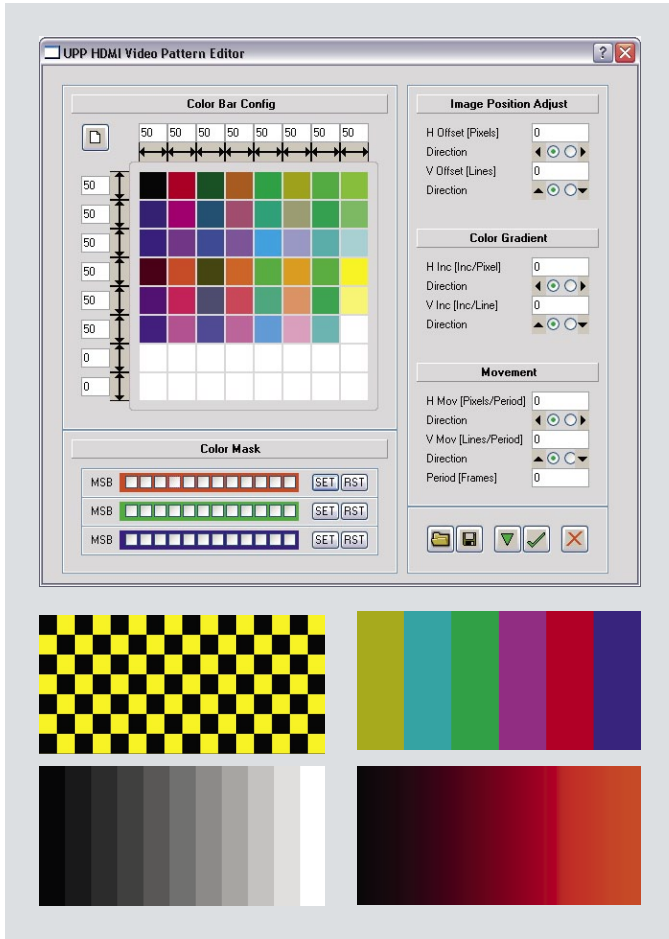 UPP HDMI Video Pattern Editor
?
Color Bar Config
50 50 50 50 50 50 50 50
50
50
50
50
50
50
0
0
Color Mask
MSB SET RST
MSB SET RST
MSB SET RST
Image Position Adjust
H Offset [Pixels] 0
Direction
V Offset [Lines] 0
Direction
Color Gradient
H Inc [Inc/Pixel] 0
Direction
V Inc [Inc/Line] 0
Direction
Movement
H Mov [Pixels/Period] 0
Direction
V Mov [Lines/Period] 0
Direction
Period [Frames] 0